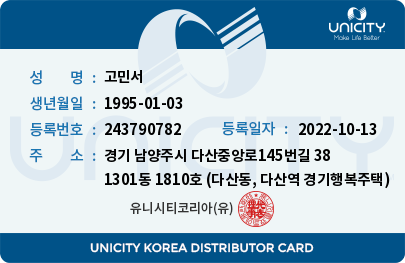 UNICITY
Make Life Better
성 명 : 고민서
생년월일 : 1995-01-03
등록번호 : 243790782 등록일자 : 2022-10-13
주 소 : 경기 남양주시 다산중앙로145번길 38
1301동 1810호 (다산동, 다산역 경기행복주택)
유니시티코리아(유)
UNICITY
UNICITY KOREA DISTRIBUTOR CARD